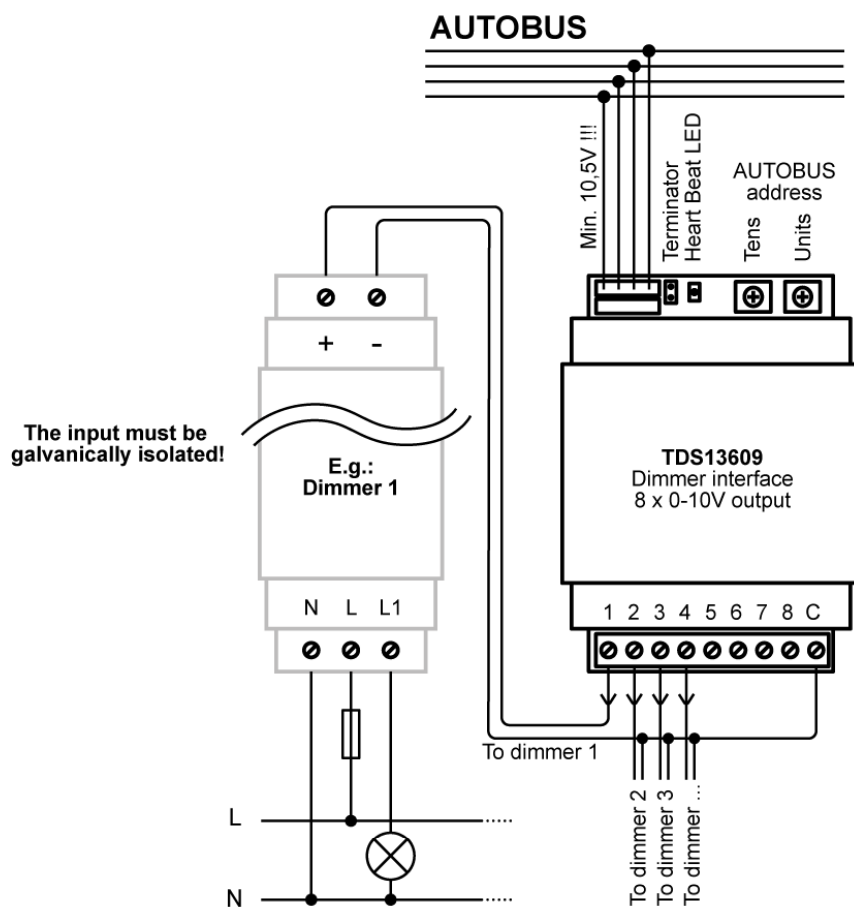 AUTOBUS
Min. 10,5V !!!
Terminator
Heart Beat LED
AUTOBUS
address
Tens
Units
+ -
The input must be
galvanically isolated!
E.g.:
Dimmer 1
TDS13609
Dimmer interface
8 x 0-10V output
N L L1
1 2 3 4 5 6 7 8 C
To dimmer 1
To dimmer 2
To dimmer 3
To dimmer ...
L
N